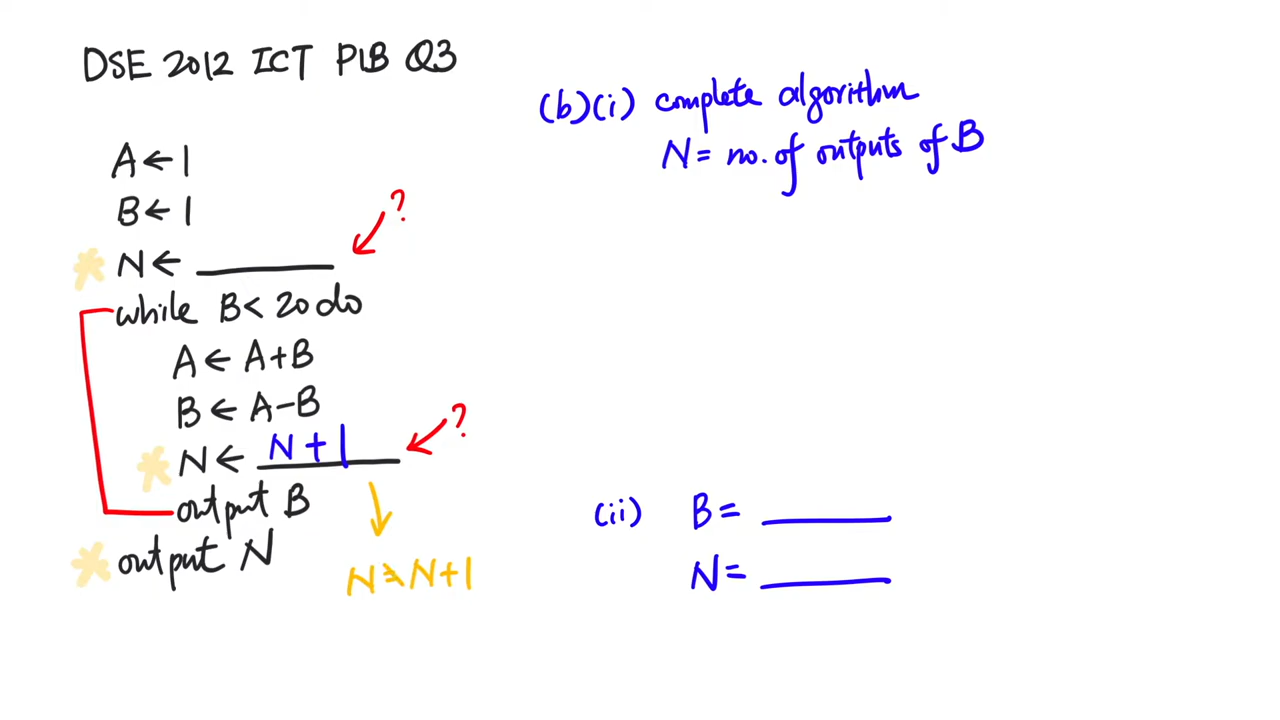 DSE 2012 ICT P1B Q3
A ← 1
B ← 1
N ← ______ ?
while B < 20 do
A ← A+B
B ← A-B
N ← N+1 ?
output B
output N
N = N+1
(b)(i) complete algorithm
N = no. of outputs of B
(ii) B = ______
N = ______